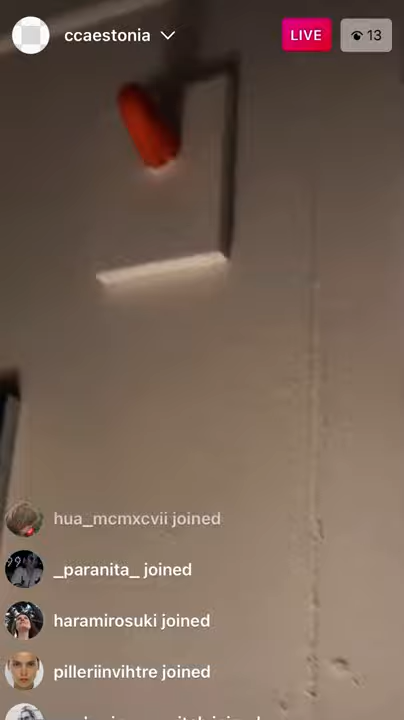 ccaestonia
LIVE
13
hua_mcmxcvii joined
_paranita_ joined
haramirosuki joined
pilleriinvihtre joined